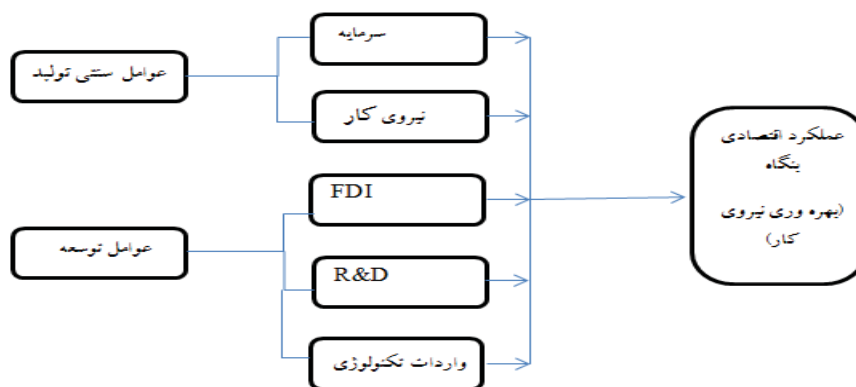 عوامل سنتی تولید
سرمایه
نیروی کار
عوامل توسعه
FDI
R&D
واردات تکنولوژی
عملکرد اقتصادی
بنگاه
(بهره وری نیروی
کار)